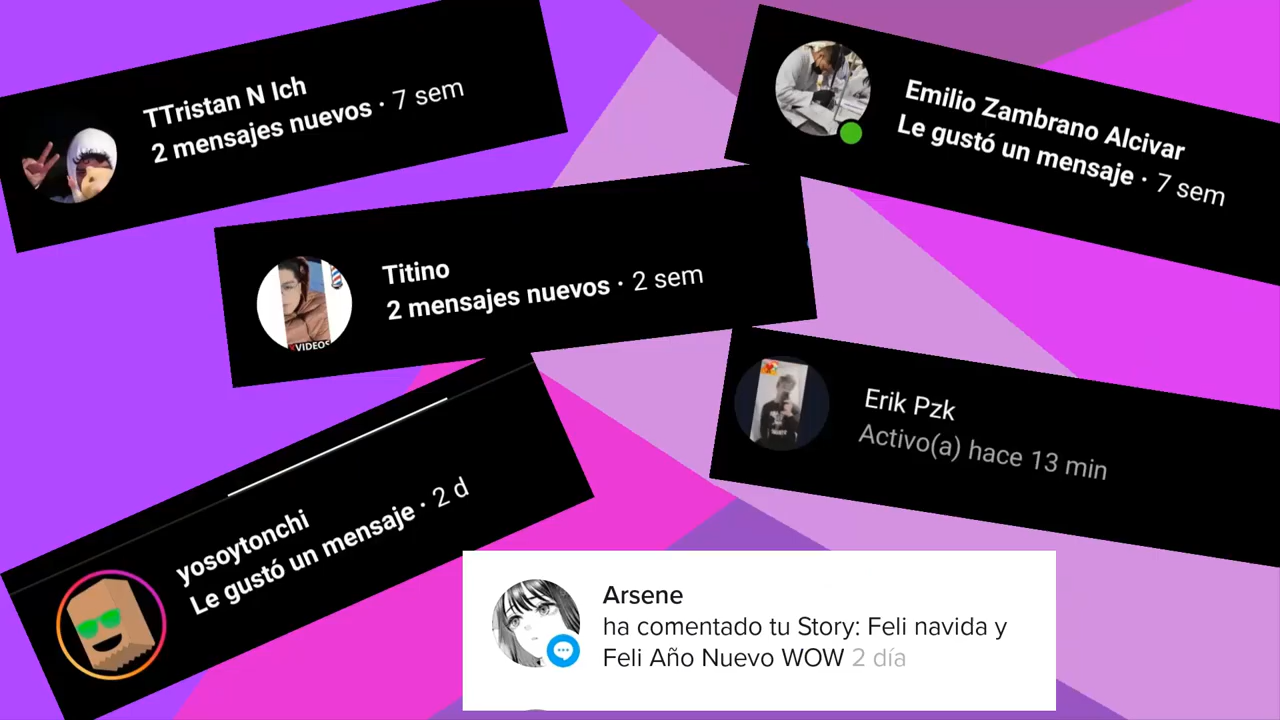 TTristan N Ich
2 mensajes nuevos · 7 sem
Emilio Zambrano Alcivar
Le gustó un mensaje · 7 sem
Titino
2 mensajes nuevos · 2 sem
XVIDEOS
Erik Pzk
Activo(a) hace 13 min
yosoytonchi
Le gustó un mensaje · 2 d
Arsene
ha comentado tu Story: Feli navida y
Feli Año Nuevo WOW 2 día